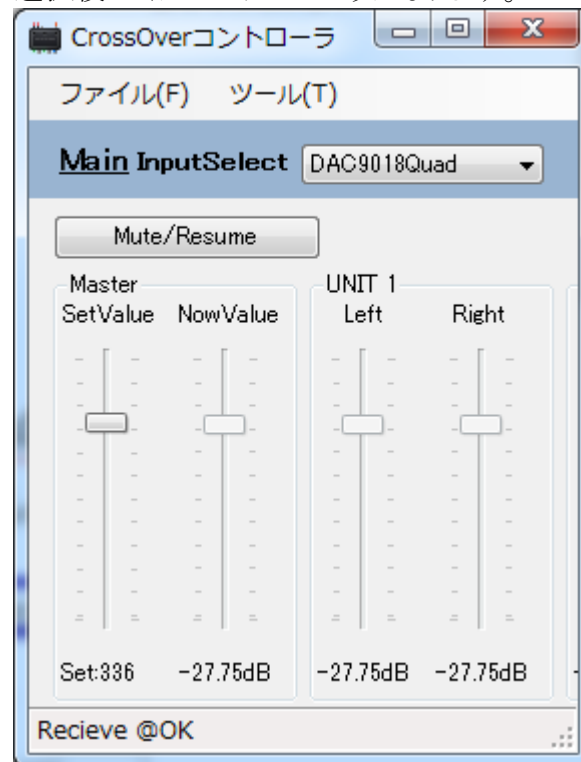 CrossOverコントローラ
ファイル(F) ツール(T)
Main InputSelect DAC9018Quad
Mute/Resume
Master UNIT 1
SetValue NowValue Left Right
Set:336 -27.75dB -27.75dB -27.75dB
Recieve @OK